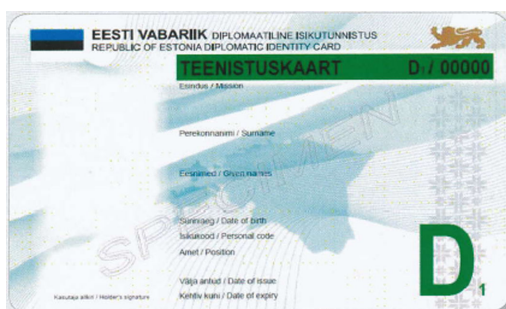 EESTI VABARIIK DIPLOMAATILINE ISIKUTUNNISTUS
REPUBLIC OF ESTONIA DIPLOMATIC IDENTITY CARD
TEENISTUSKAART D1/ 00000
Esindus / Mission
Perekonnanimi / Surname
Eesnimed / Given names
SPECIMEN
Sünniaeg / Date of birth
Isikukood / Personal code
Amet / Position
Välja antud / Date of issue
Kasutaja allkiri / Holder's signature
Kehtiv kuni / Date of expiry
D1